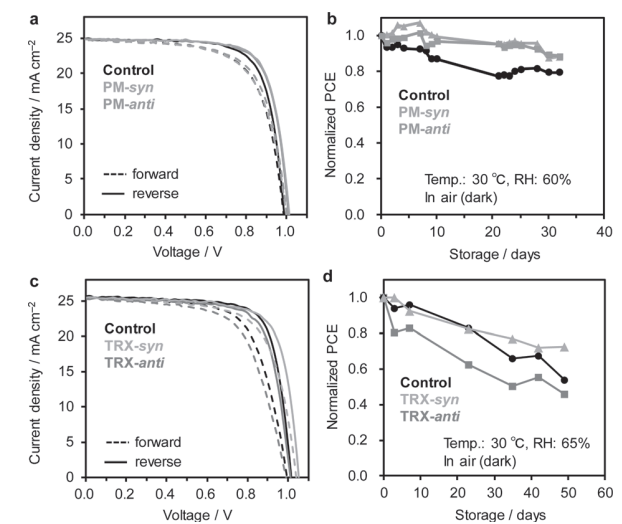 a
Current density / mA cm⁻²
25
20
15
10
5
0
Control
PM-syn
PM-anti
forward
reverse
0.0 0.2 0.4 0.6 0.8 1.0
Voltage / V
b
Normalized PCE
1.0
0.8
0.6
0.4
0.2
0.0
Control
PM-syn
PM-anti
Temp.: 30 °C, RH: 60%
In air (dark)
0 10 20 30 40
Storage / days
c
Current density / mA cm⁻²
25
20
15
10
5
0
Control
TRX-syn
TRX-anti
forward
reverse
0.0 0.2 0.4 0.6 0.8 1.0
Voltage / V
d
Normalized PCE
1.0
0.8
0.6
0.4
0.2
0.0
Control
TRX-syn
TRX-anti
Temp.: 30 °C, RH: 65%
In air (dark)
0 10 20 30 40 50 60
Storage / days